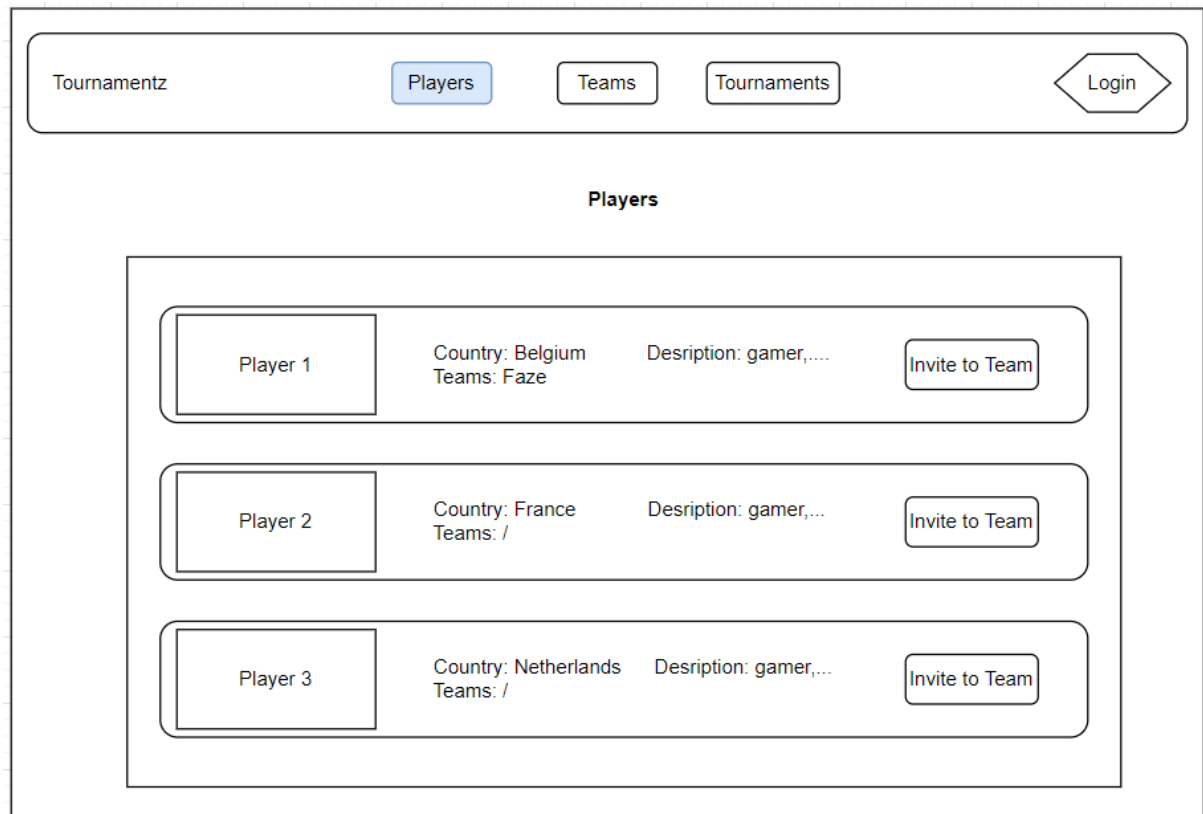 Tournamentz
Players
Teams
Tournaments
Login
Players
Player 1
Country: Belgium
Teams: Faze
Desription: gamer,....
Invite to Team
Player 2
Country: France
Teams: /
Desription: gamer,...
Invite to Team
Player 3
Country: Netherlands
Teams: /
Desription: gamer,...
Invite to Team